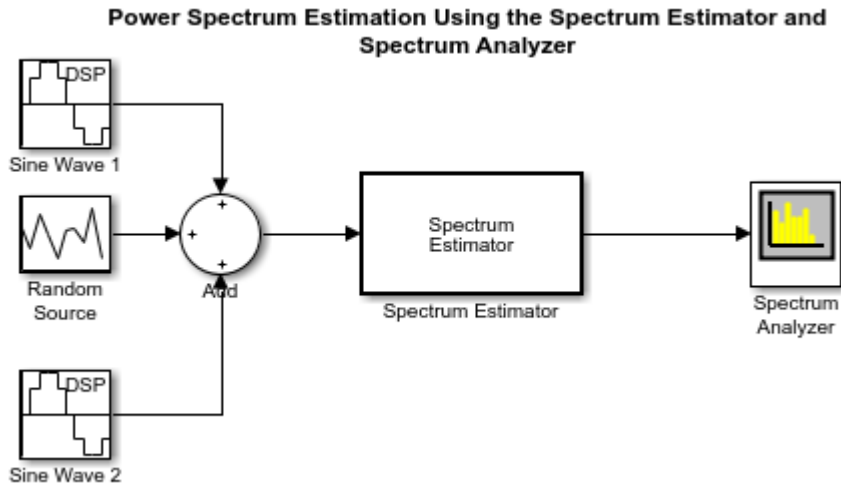 Power Spectrum Estimation Using the Spectrum Estimator and
Spectrum Analyzer
DSP
Sine Wave 1
Random
Source
Add
Spectrum
Estimator
Spectrum Estimator
Spectrum
Analyzer
DSP
Sine Wave 2